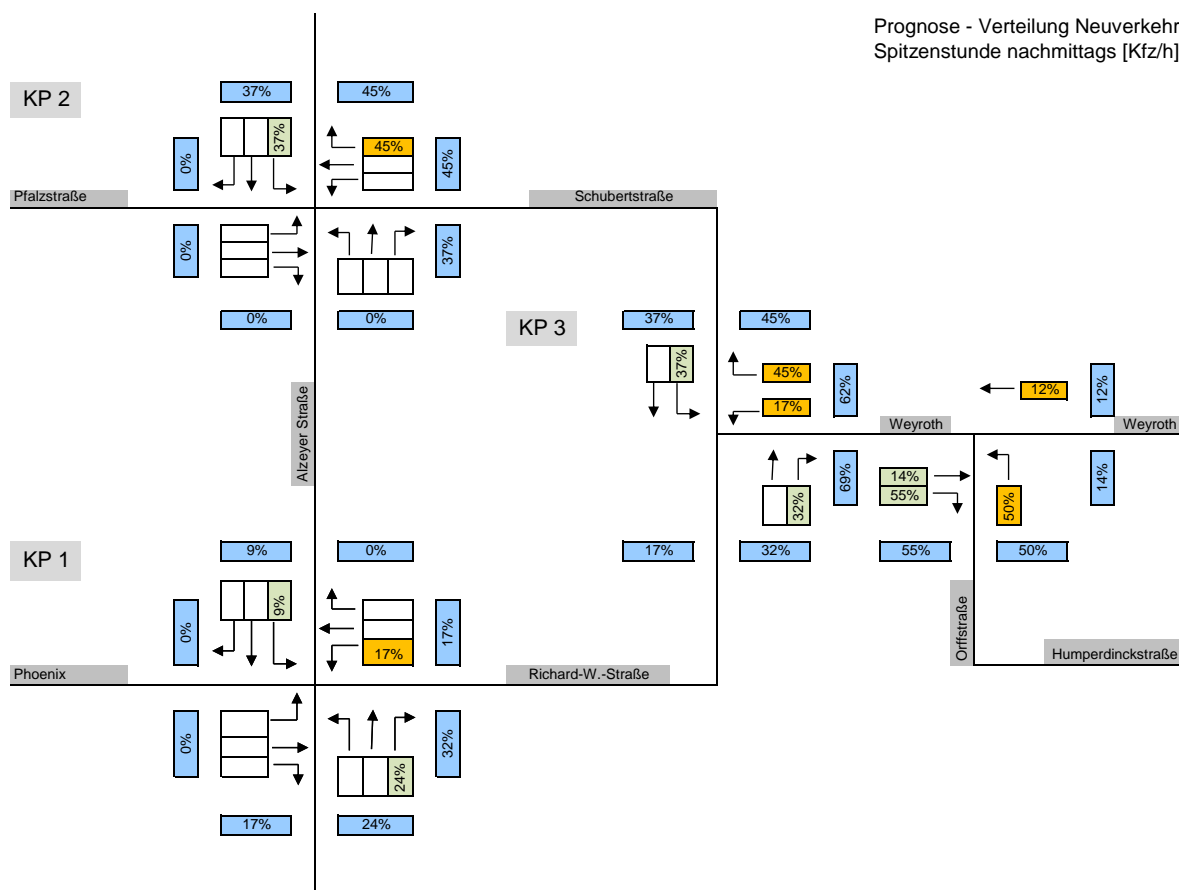 Prognose - Verteilung Neuverkehr
Spitzenstunde nachmittags [Kfz/h]
KP 2
37%
45%
0%
37%
45%
45%
Pfalzstraße
Schubertstraße
0%
37%
0%
0%
KP 3
37%
45%
37%
45%
17%
62%
12%
12%
Alzeyer Straße
Weyroth
Weyroth
32%
69%
14%
55%
50%
14%
KP 1
9%
0%
17%
32%
55%
50%
0%
9%
17%
17%
Orffstraße
Phoenix
Richard-W.-Straße
Humperdinckstraße
0%
24%
32%
17%
24%